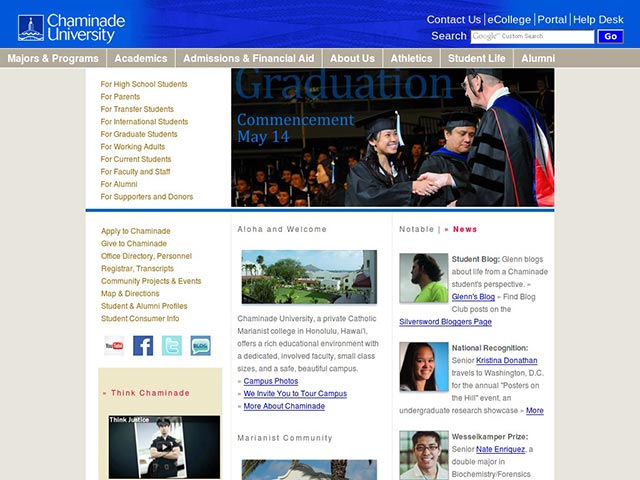 Chaminade
University
Contact Us | eCollege | Portal | Help Desk
Search Google Custom Search Go
Majors & Programs | Academics | Admissions & Financial Aid | About Us | Athletics | Student Life | Alumni
For High School Students
For Parents
For Transfer Students
For International Students
For Graduate Students
For Working Adults
For Current Students
For Faculty and Staff
For Alumni
For Supporters and Donors
Graduation
Commencement
May 14
Apply to Chaminade
Give to Chaminade
Office Directory, Personnel
Registrar, Transcripts
Community Projects & Events
Map & Directions
Student & Alumni Profiles
Student Consumer Info
You Tube f t BLOG
» Think Chaminade
Think Justice
Aloha and Welcome
Chaminade University, a private Catholic
Marianist college in Honolulu, Hawai'i,
offers a rich educational environment with
a dedicated, involved faculty, small class
sizes, and a safe, beautiful campus.
» Campus Photos
» We Invite You to Tour Campus
» More About Chaminade
Marianist Community
Notable | » News
Student Blog: Glenn blogs
about life from a Chaminade
student's perspective. »
Glenn's Blog » Find Blog
Club posts on the
Silversword Bloggers Page
National Recognition:
Senior Kristina Donathan
travels to Washington, D.C.
for the annual "Posters on
the Hill" event, an
undergraduate research showcase » More
Wesselkamper Prize:
Senior Nate Enriquez, a
double major in
Biochemistry/Forensics